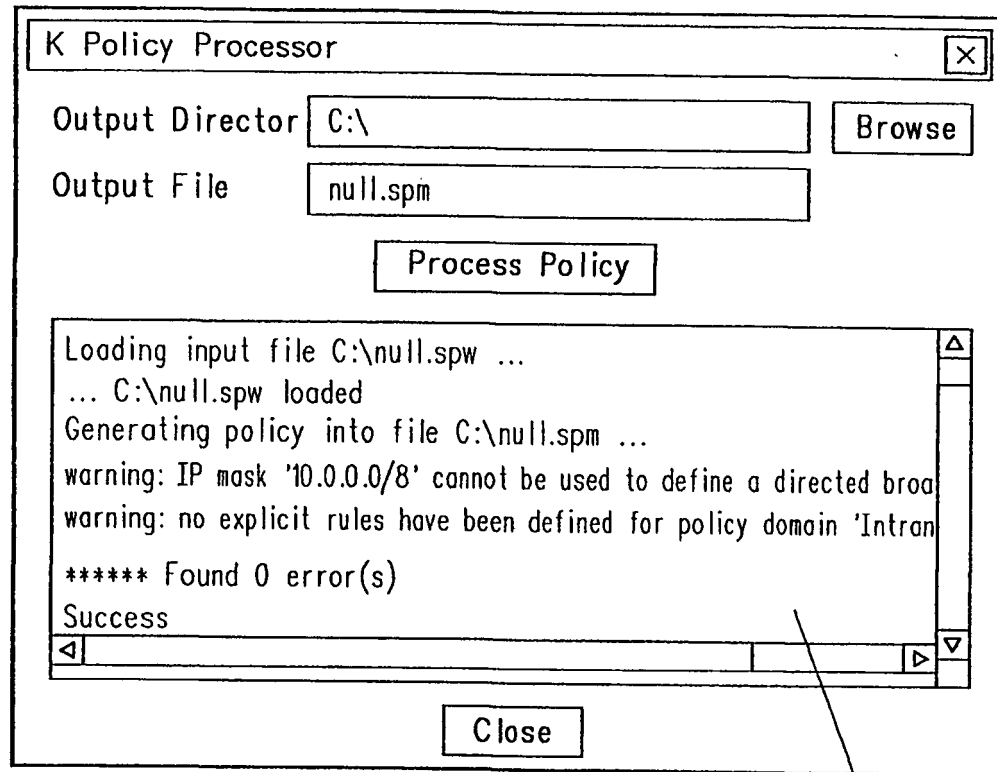 K Policy Processor
Output Director C:\ Browse
Output File null.spm
Process Policy
Loading input file C:\null.spw ...
... C:\null.spw loaded
Generating policy into file C:\null.spm ...
warning: IP mask '10.0.0.0/8' cannot be used to define a directed broa
warning: no explicit rules have been defined for policy domain 'Intran
****** Found 0 error(s)
Success
Close